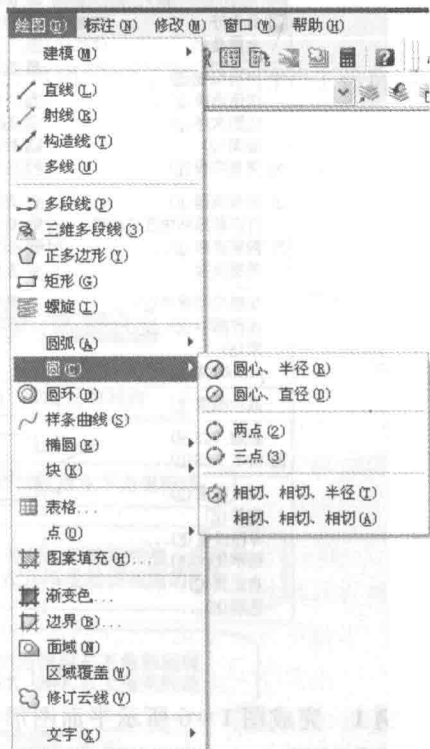 绘图(D) 标注(N) 修改(M) 窗口(W) 帮助(H)
建模(M)
直线(L)
射线(R)
构造线(T)
多线(U)
多段线(P)
三维多段线(3)
正多边形(Y)
矩形(G)
螺旋(I)
圆弧(A)
圆(C)
圆心、半径(R)
圆环(D)
圆心、直径(D)
样条曲线(S)
椭圆(E)
两点(2)
块(K)
三点(3)
表格...
相切、相切、半径(T)
点(O)
相切、相切、相切(A)
图案填充(H)...
渐变色...
边界(B)...
面域(N)
区域覆盖(W)
修订云线(V)
文字(X)